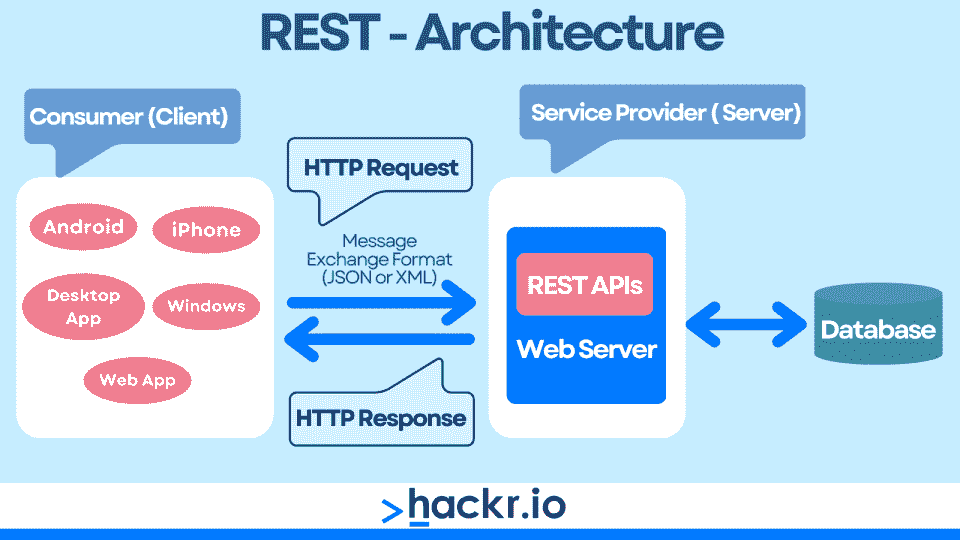 REST - Architecture
Consumer (Client)
Service Provider ( Server)
HTTP Request
Android
iPhone
Message
Exchange Format
(JSON or XML)
Desktop
App
Windows
Web App
REST APIs
Web Server
Database
HTTP Response
>hackr.io